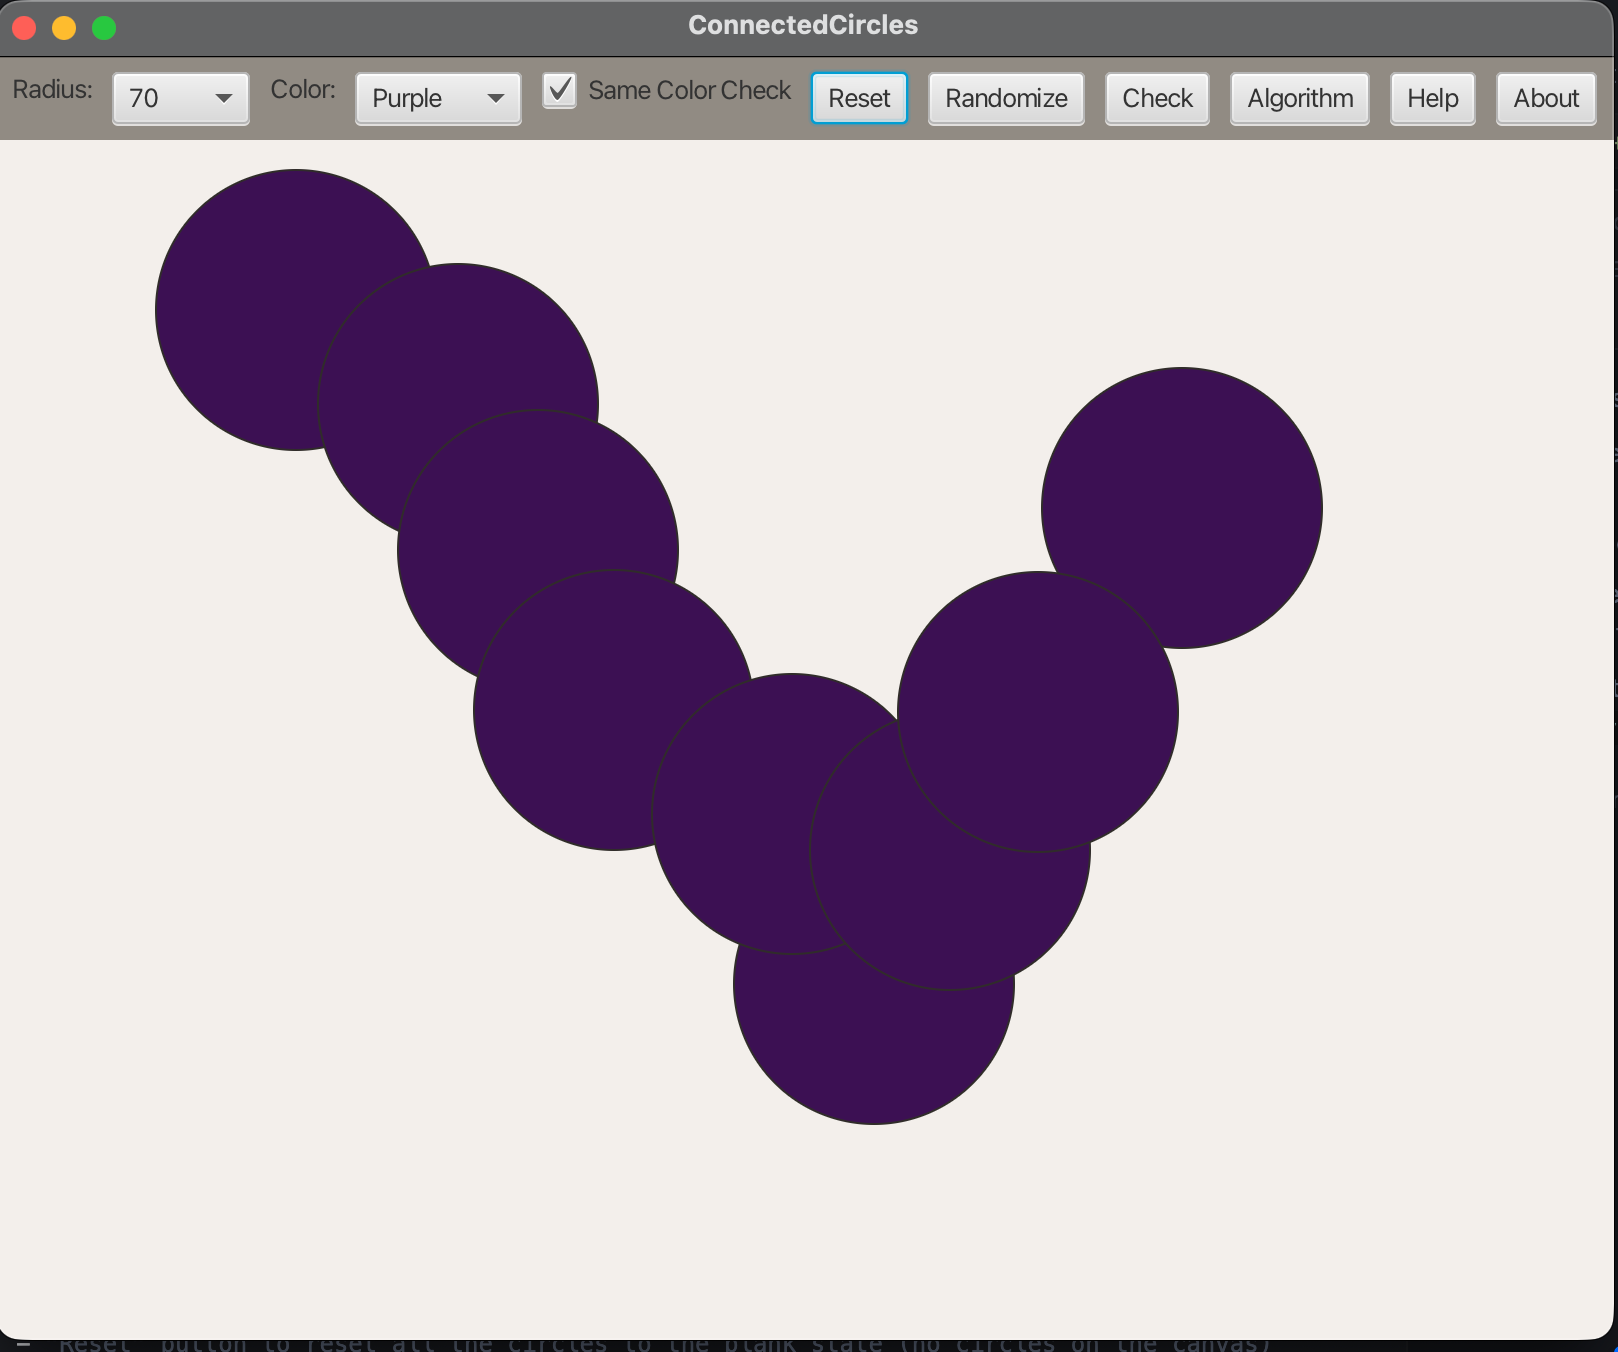 ConnectedCircles
Radius: 70 Color: Purple Same Color Check Reset Randomize Check Algorithm Help About
Reset button to reset all the circles to the blank state (no circles on the canvas)